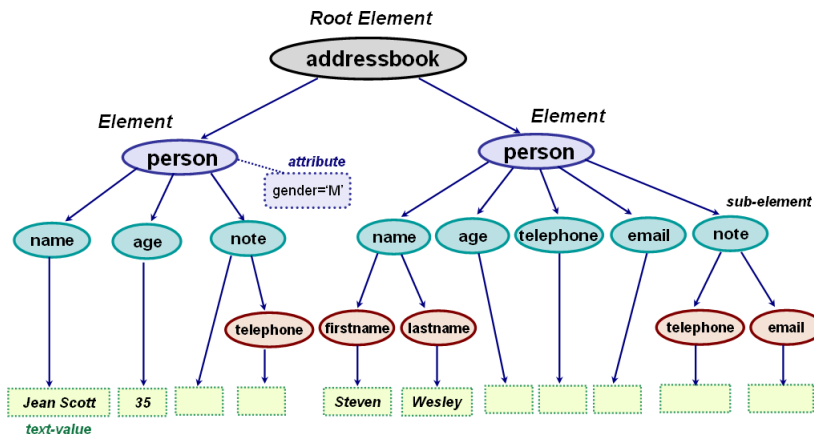 Root Element
addressbook
Element
Element
person
attribute
person
gender='M'
sub-element
name
age
note
name
age
telephone
email
note
telephone
firstname
lastname
telephone
email
Jean Scott
35
Steven
Wesley
text-value